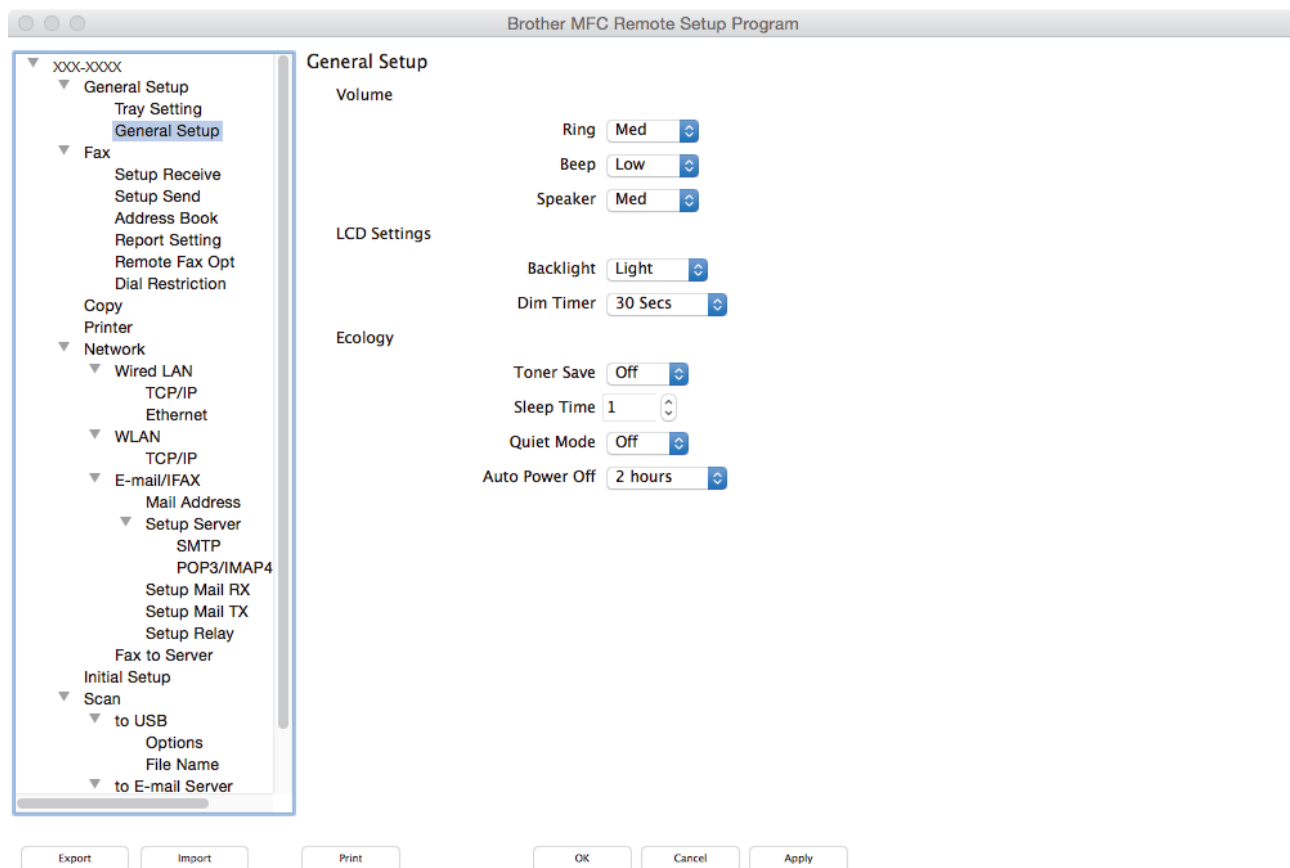 Brother MFC Remote Setup Program
XXX-XXXX
General Setup
Tray Setting
General Setup
Fax
Setup Receive
Setup Send
Address Book
Report Setting
Remote Fax Opt
Dial Restriction
Copy
Printer
Network
Wired LAN
TCP/IP
Ethernet
WLAN
TCP/IP
E-mail/IFAX
Mail Address
Setup Server
SMTP
POP3/IMAP4
Setup Mail RX
Setup Mail TX
Setup Relay
Fax to Server
Initial Setup
Scan
to USB
Options
File Name
to E-mail Server
General Setup
Volume
Ring Med
Beep Low
Speaker Med
LCD Settings
Backlight Light
Dim Timer 30 Secs
Ecology
Toner Save Off
Sleep Time 1
Quiet Mode Off
Auto Power Off 2 hours
Export Import Print OK Cancel Apply